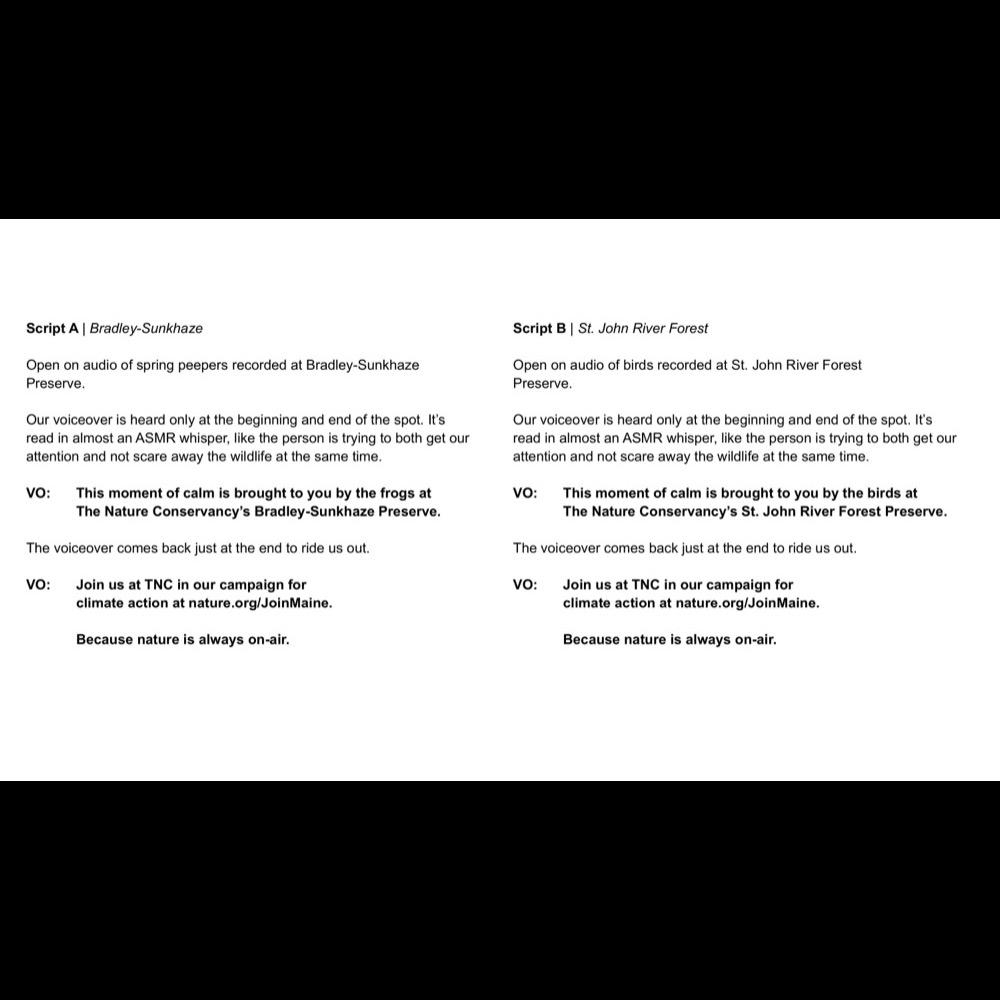 Script A | Bradley-Sunkhaze
Open on audio of spring peepers recorded at Bradley-Sunkhaze
Preserve.
Our voiceover is heard only at the beginning and end of the spot. It's
read in almost an ASMR whisper, like the person is trying to both get our
attention and not scare away the wildlife at the same time.
VO: This moment of calm is brought to you by the frogs at
The Nature Conservancy's Bradley-Sunkhaze Preserve.
The voiceover comes back just at the end to ride us out.
VO: Join us at TNC in our campaign for
climate action at nature.org/JoinMaine.
Because nature is always on-air.
Script B | St. John River Forest
Open on audio of birds recorded at St. John River Forest
Preserve.
Our voiceover is heard only at the beginning and end of the spot. It's
read in almost an ASMR whisper, like the person is trying to both get our
attention and not scare away the wildlife at the same time.
VO: This moment of calm is brought to you by the birds at
The Nature Conservancy's St. John River Forest Preserve.
The voiceover comes back just at the end to ride us out.
VO: Join us at TNC in our campaign for
climate action at nature.org/JoinMaine.
Because nature is always on-air.